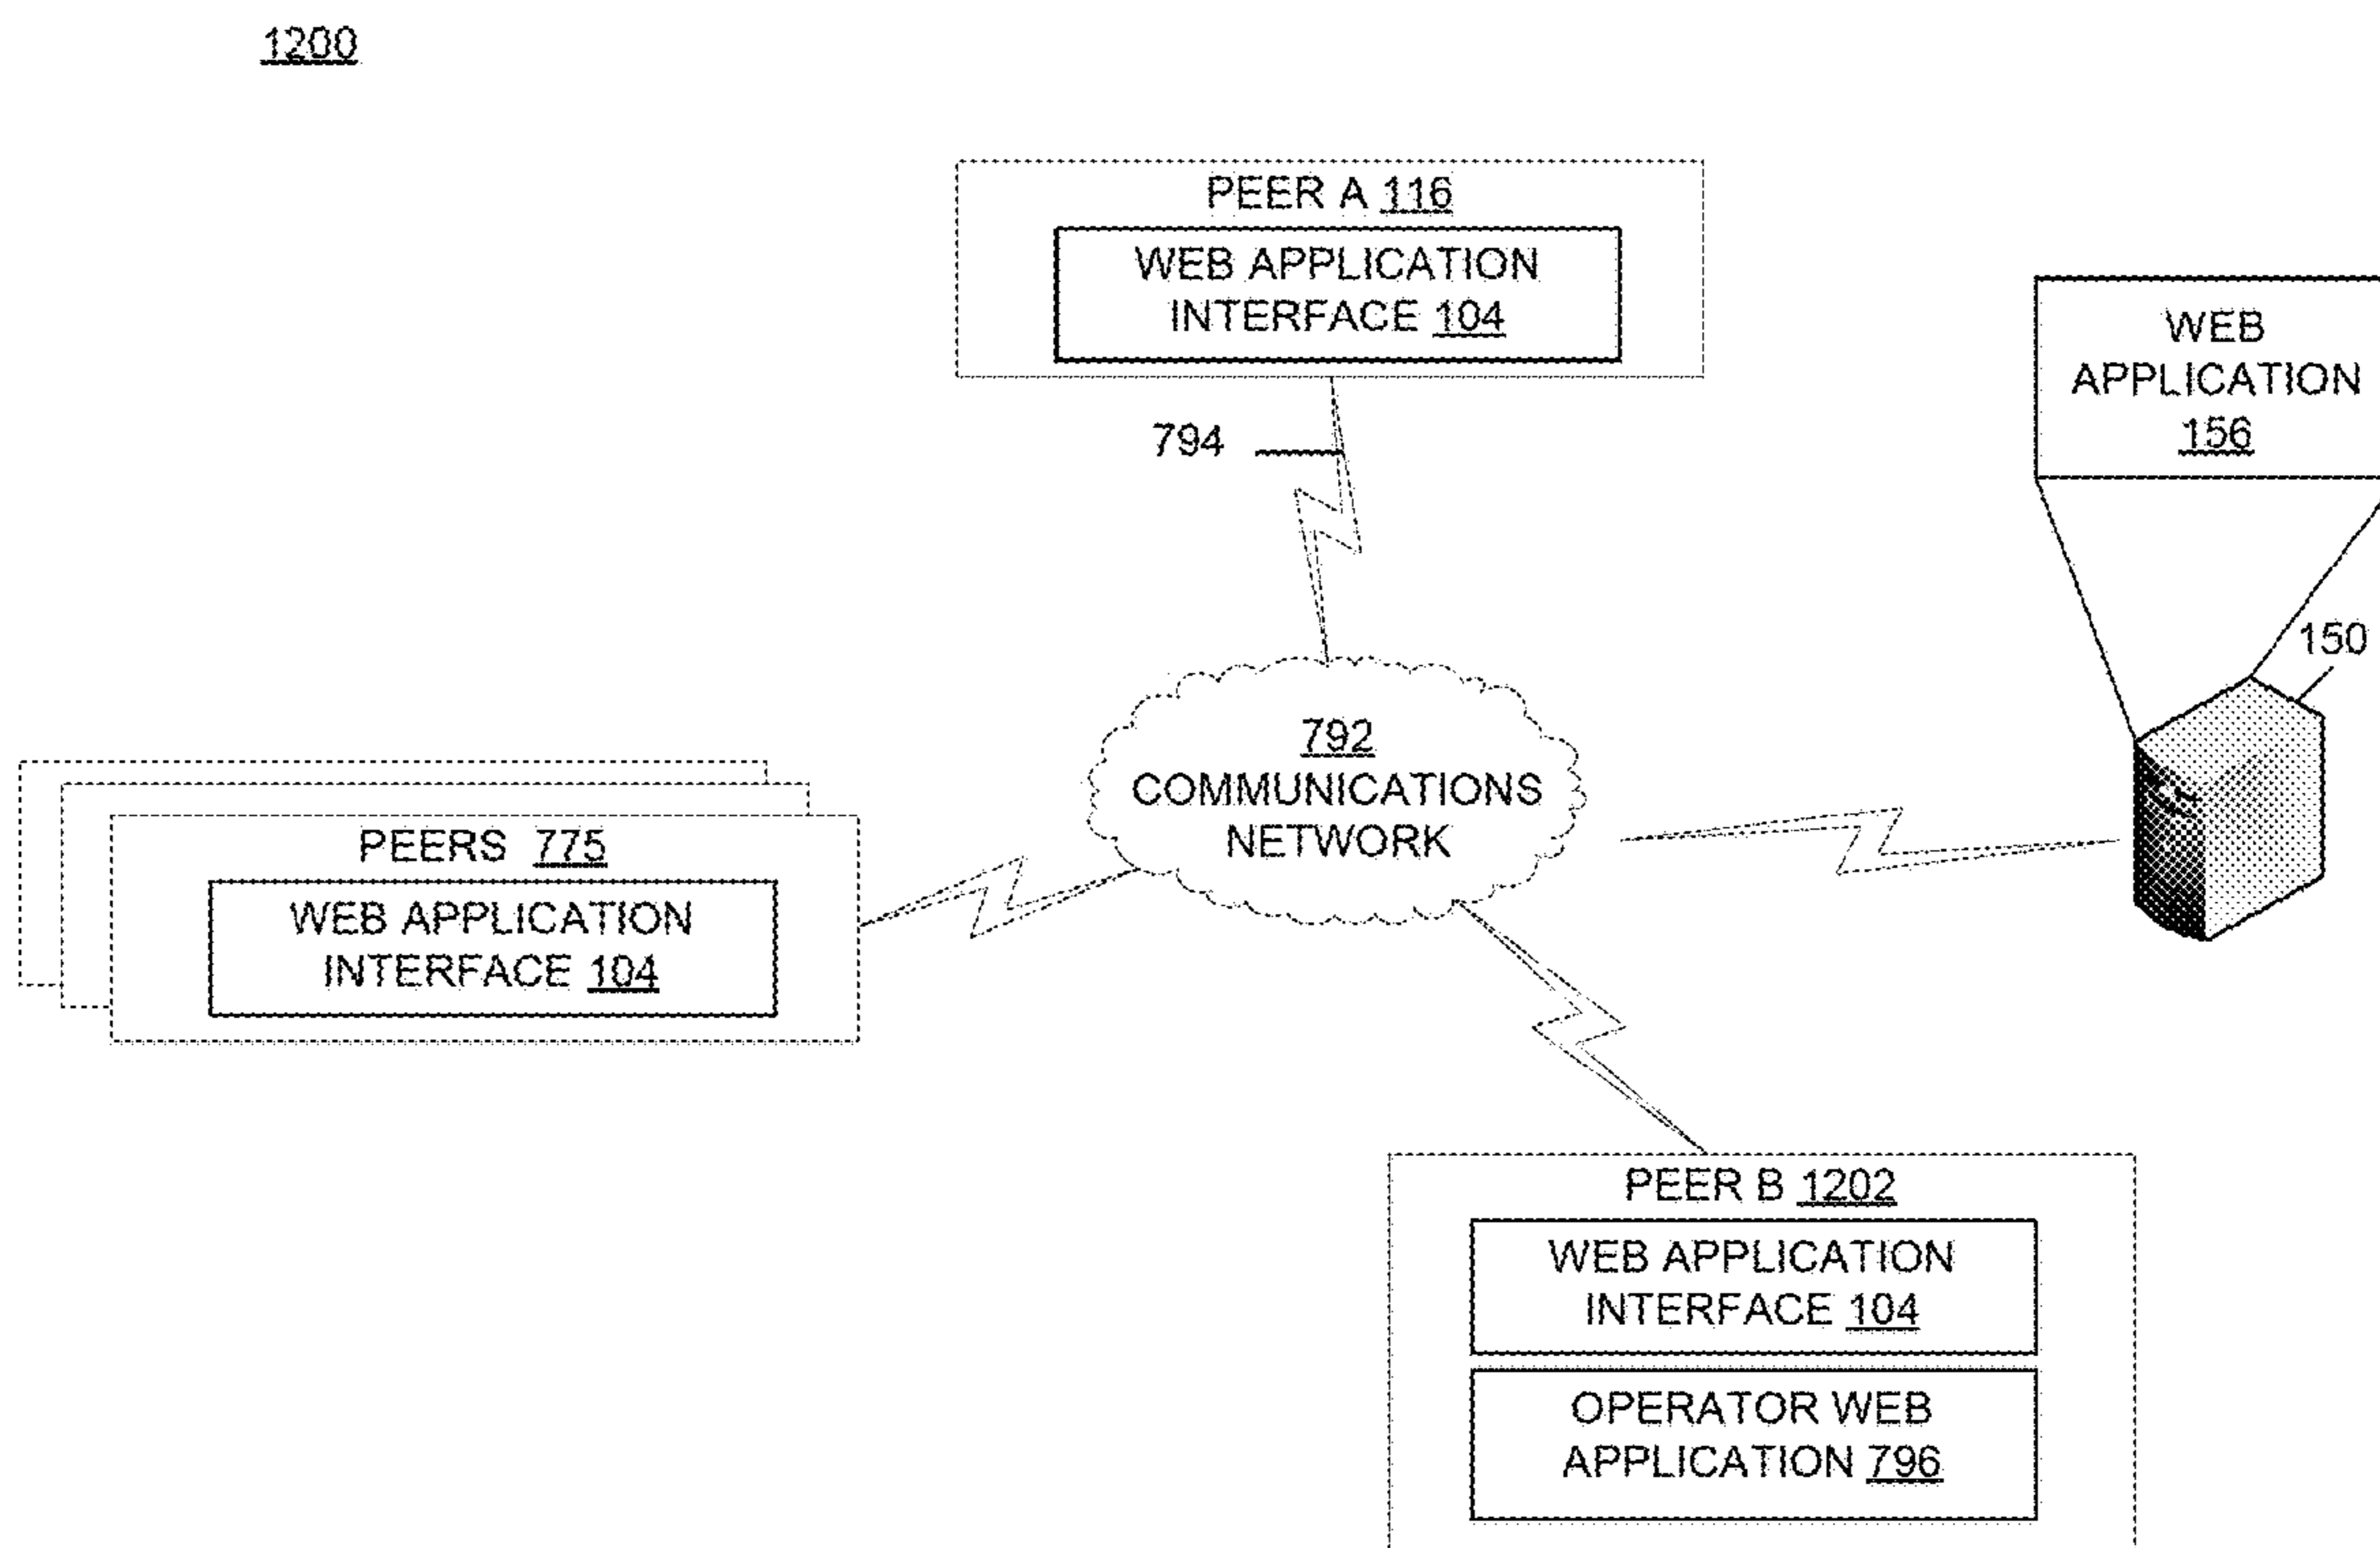 1200
PEER A 116
WEB APPLICATION
INTERFACE 104
WEB
APPLICATION
156
794
150
792
COMMUNICATIONS
NETWORK
PEERS 775
WEB APPLICATION
INTERFACE 104
PEER B 1202
WEB APPLICATION
INTERFACE 104
OPERATOR WEB
APPLICATION 796